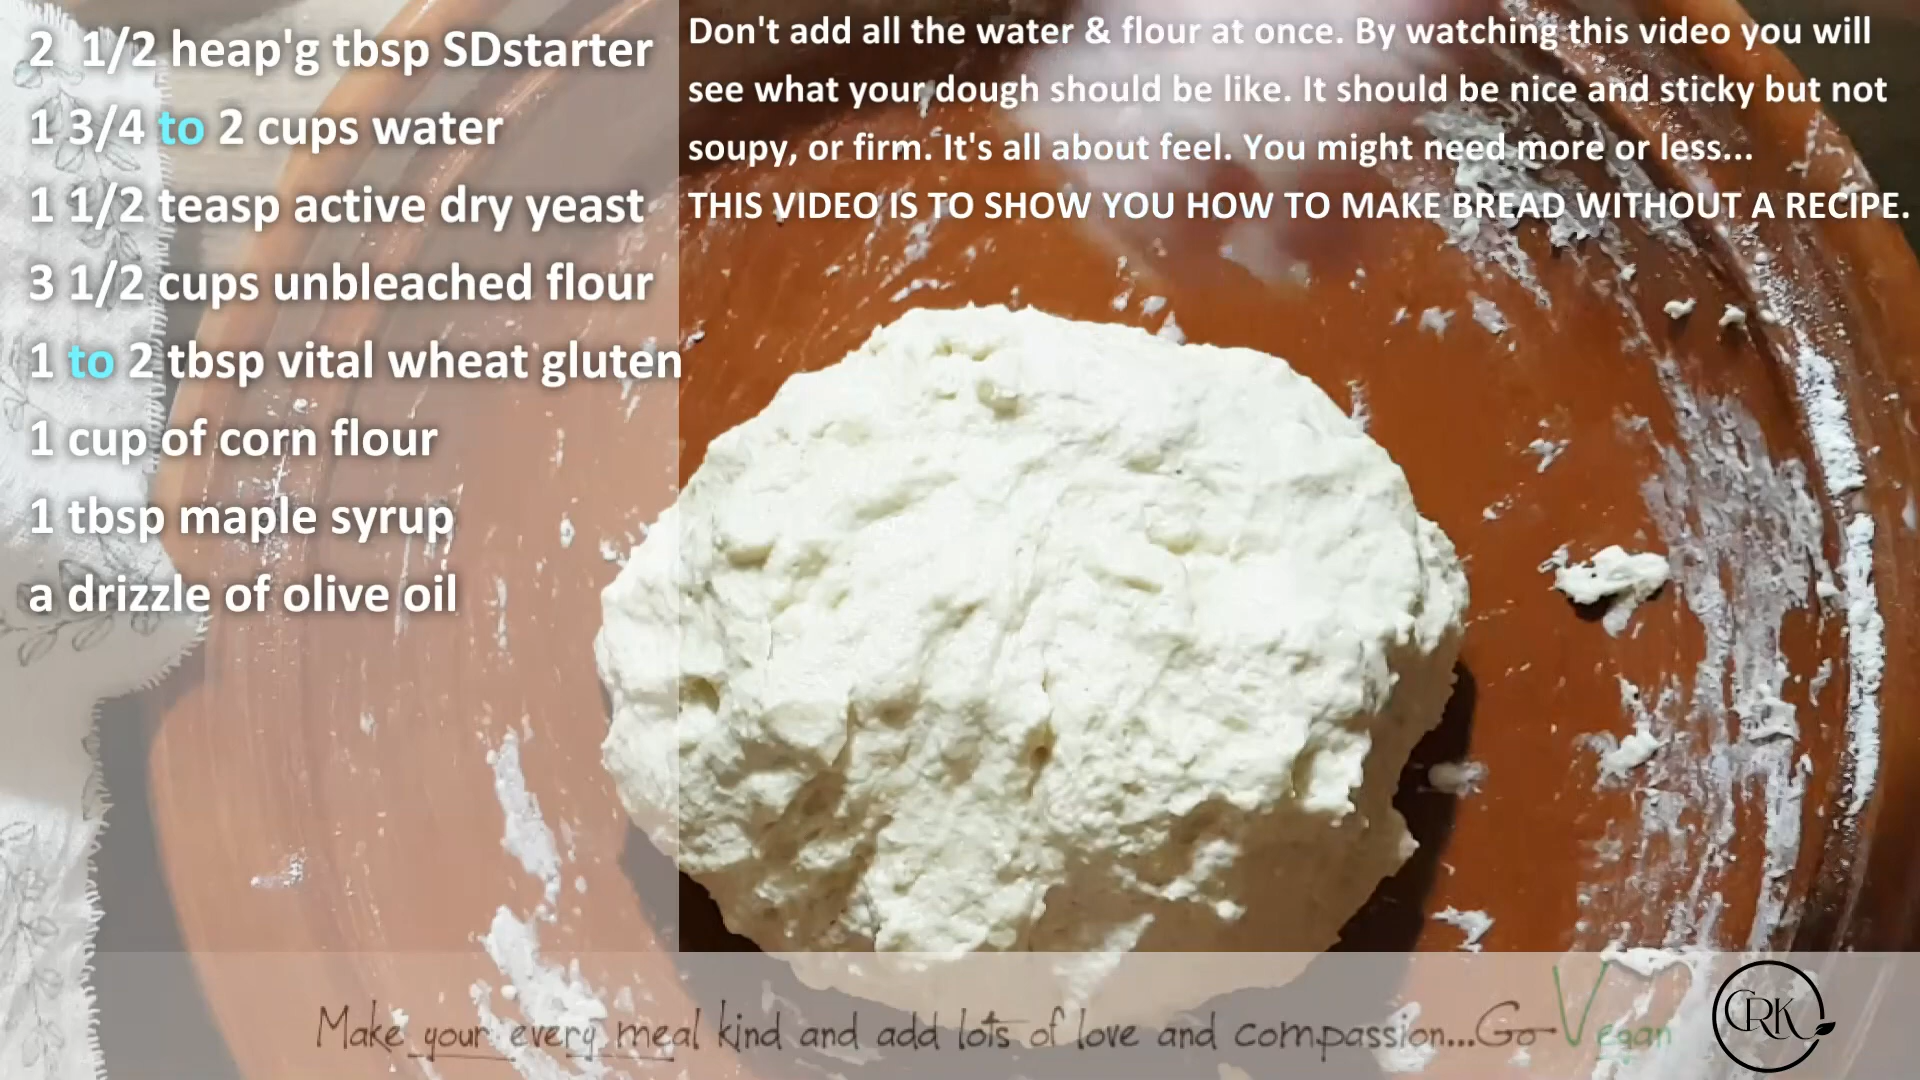 2 1/2 heap'g tbsp SDstarter
1 3/4 to 2 cups water
1 1/2 teasp active dry yeast
3 1/2 cups unbleached flour
1 to 2 tbsp vital wheat gluten
1 cup of corn flour
1 tbsp maple syrup
a drizzle of olive oil
Don't add all the water & flour at once. By watching this video you will
see what your dough should be like. It should be nice and sticky but not
soupy, or firm. It's all about feel. You might need more or less...
THIS VIDEO IS TO SHOW YOU HOW TO MAKE BREAD WITHOUT A RECIPE.
Make your every meal kind and add lots of love and compassion...Go Vegan
CRK